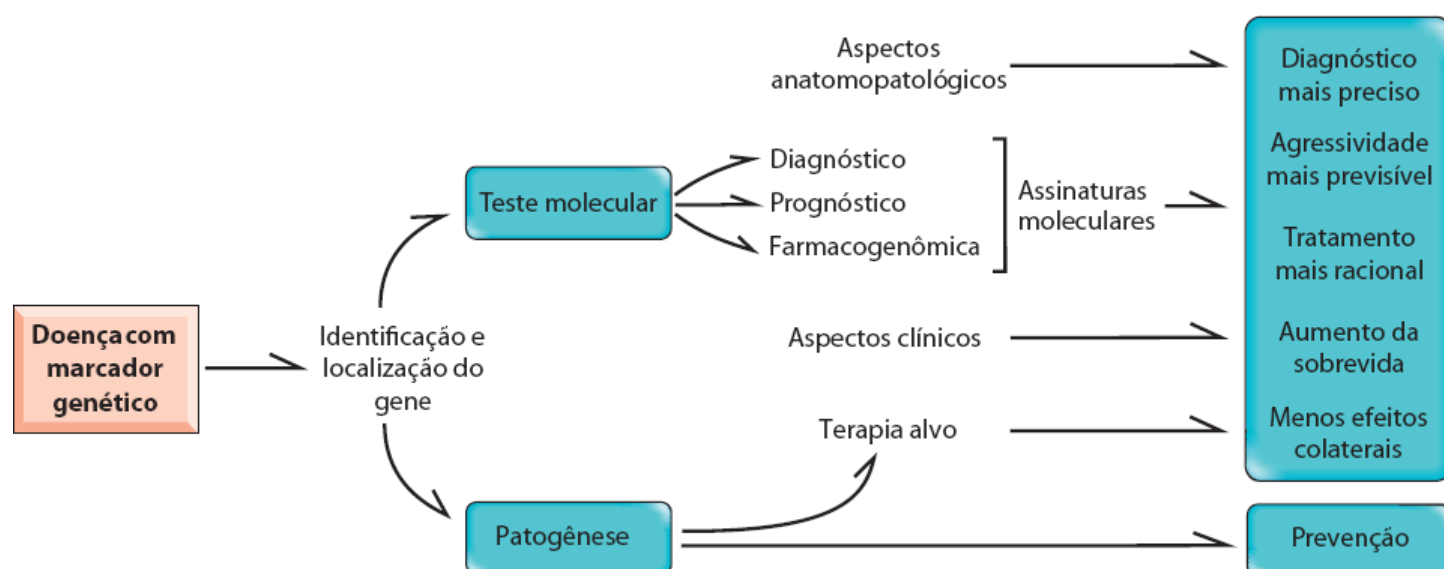 Doença com
marcador
genético
Identificação e
localização do
gene
Teste molecular
Patogênese
Aspectos
anatomopatológicos
Diagnóstico
Prognóstico
Farmacogenômica
Assinaturas
moleculares
Aspectos clínicos
Terapia alvo
Diagnóstico
mais preciso
Agressividade
mais previsível
Tratamento
mais racional
Aumento da
sobrevida
Menos efeitos
colaterais
Prevenção